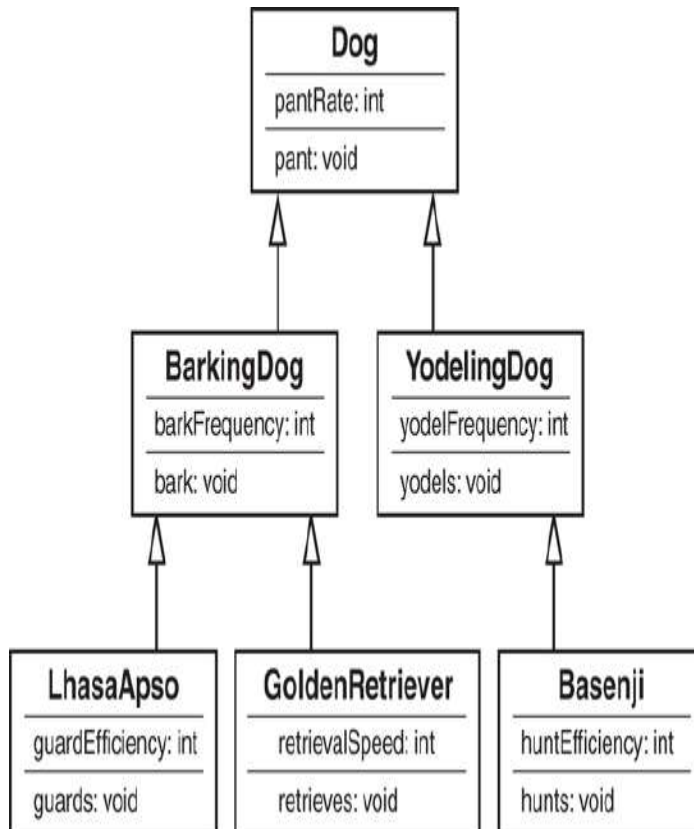 Dog
pantRate: int
pant: void
BarkingDog
barkFrequency: int
bark: void
YodelingDog
yodelFrequency: int
yodels: void
LhasaApso
guardEfficiency: int
guards: void
GoldenRetriever
retrievalSpeed: int
retrieves: void
Basenji
huntEfficiency: int
hunts: void